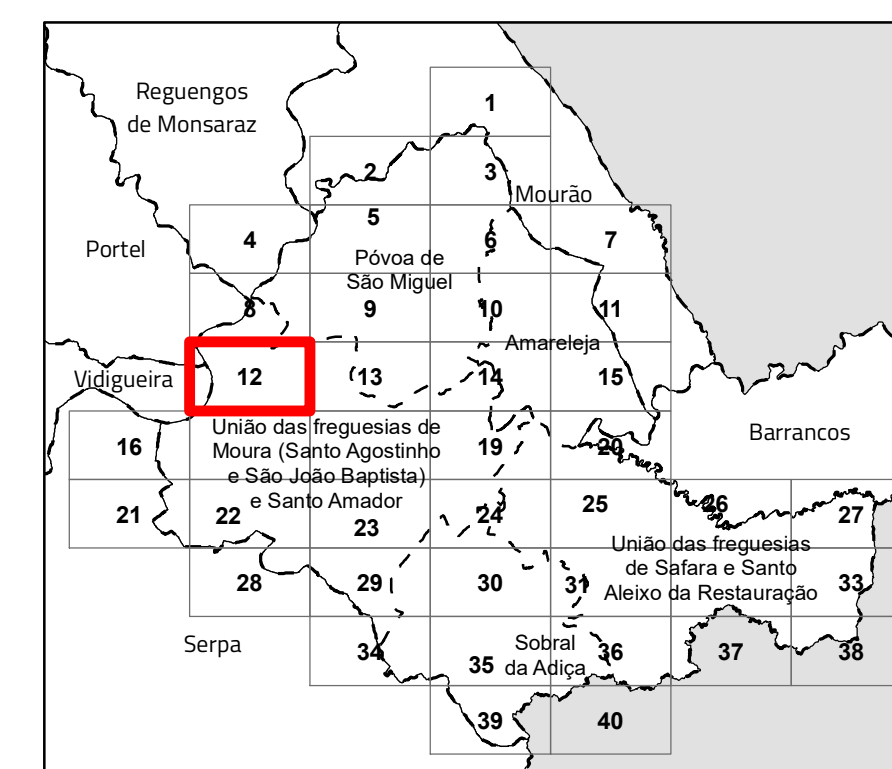 1
Reguengos
de Monsaraz
2
3
Mourão
4
5
6
7
Portel
Póvoa de
São Miguel
8
9
10
11
Amareleja
Vidigueira
12
13
14
15
16
União das freguesias de
Moura (Santo Agostinho
e São João Baptista)
e Santo Amador
19
20
Barrancos
21
22
23
24
25
26
27
União das freguesias
de Safara e Santo
Aleixo da Restauração
28
29
30
31
33
Serpa
34
35
Sobral
da Adiça
36
37
38
39
40